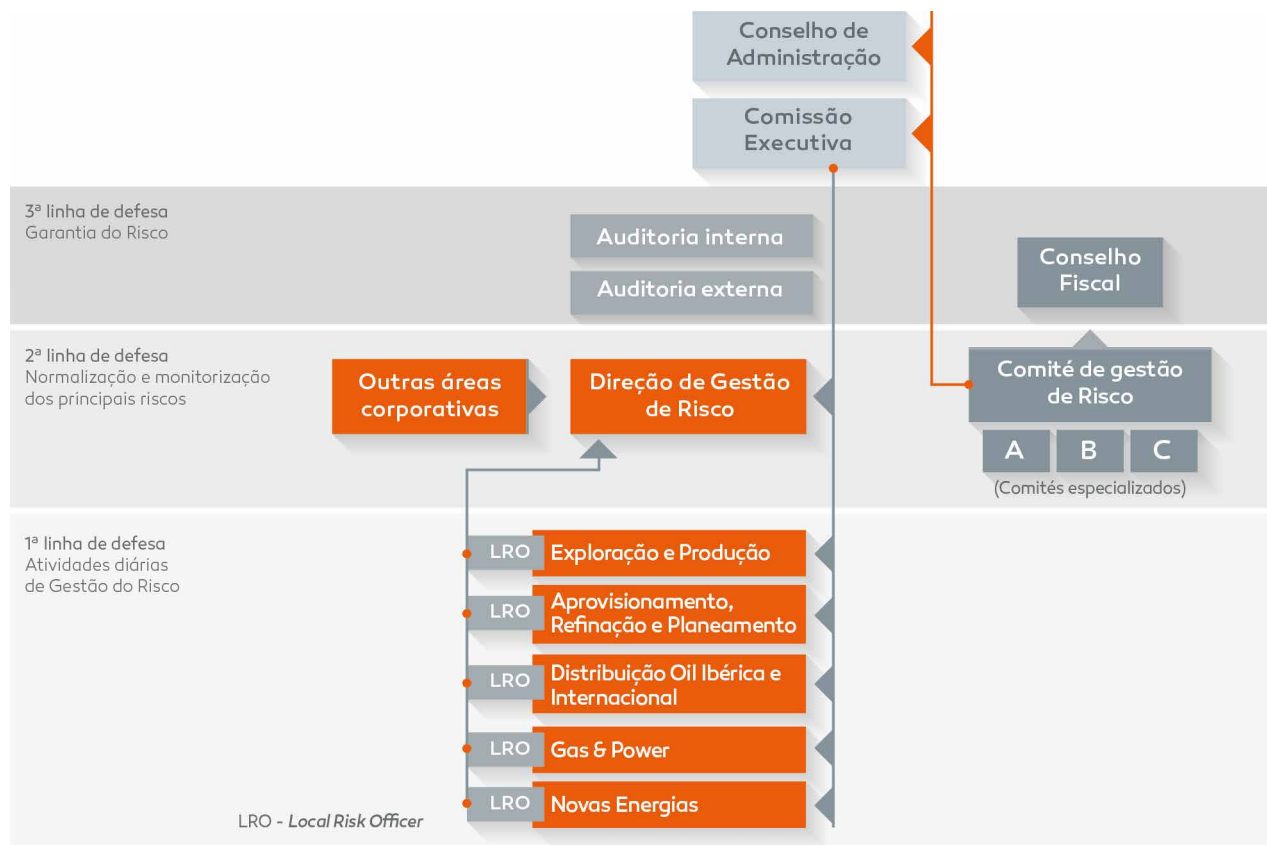 Conselho de
Administração
Comissão
Executiva
3ª linha de defesa
Garantia do Risco
Auditoria interna
Auditoria externa
Conselho
Fiscal
2ª linha de defesa
Normalização e monitorização
dos principais riscos
Outras áreas
corporativas
Direção de Gestão
de Risco
Comité de gestão
de Risco
A B C
(Comités especializados)
1ª linha de defesa
Atividades diárias
de Gestão do Risco
LRO Exploração e Produção
LRO Aprovisionamento,
Refinação e Planeamento
LRO Distribuição Oil Ibérica e
Internacional
LRO Gas & Power
LRO Novas Energias
LRO - Local Risk Officer